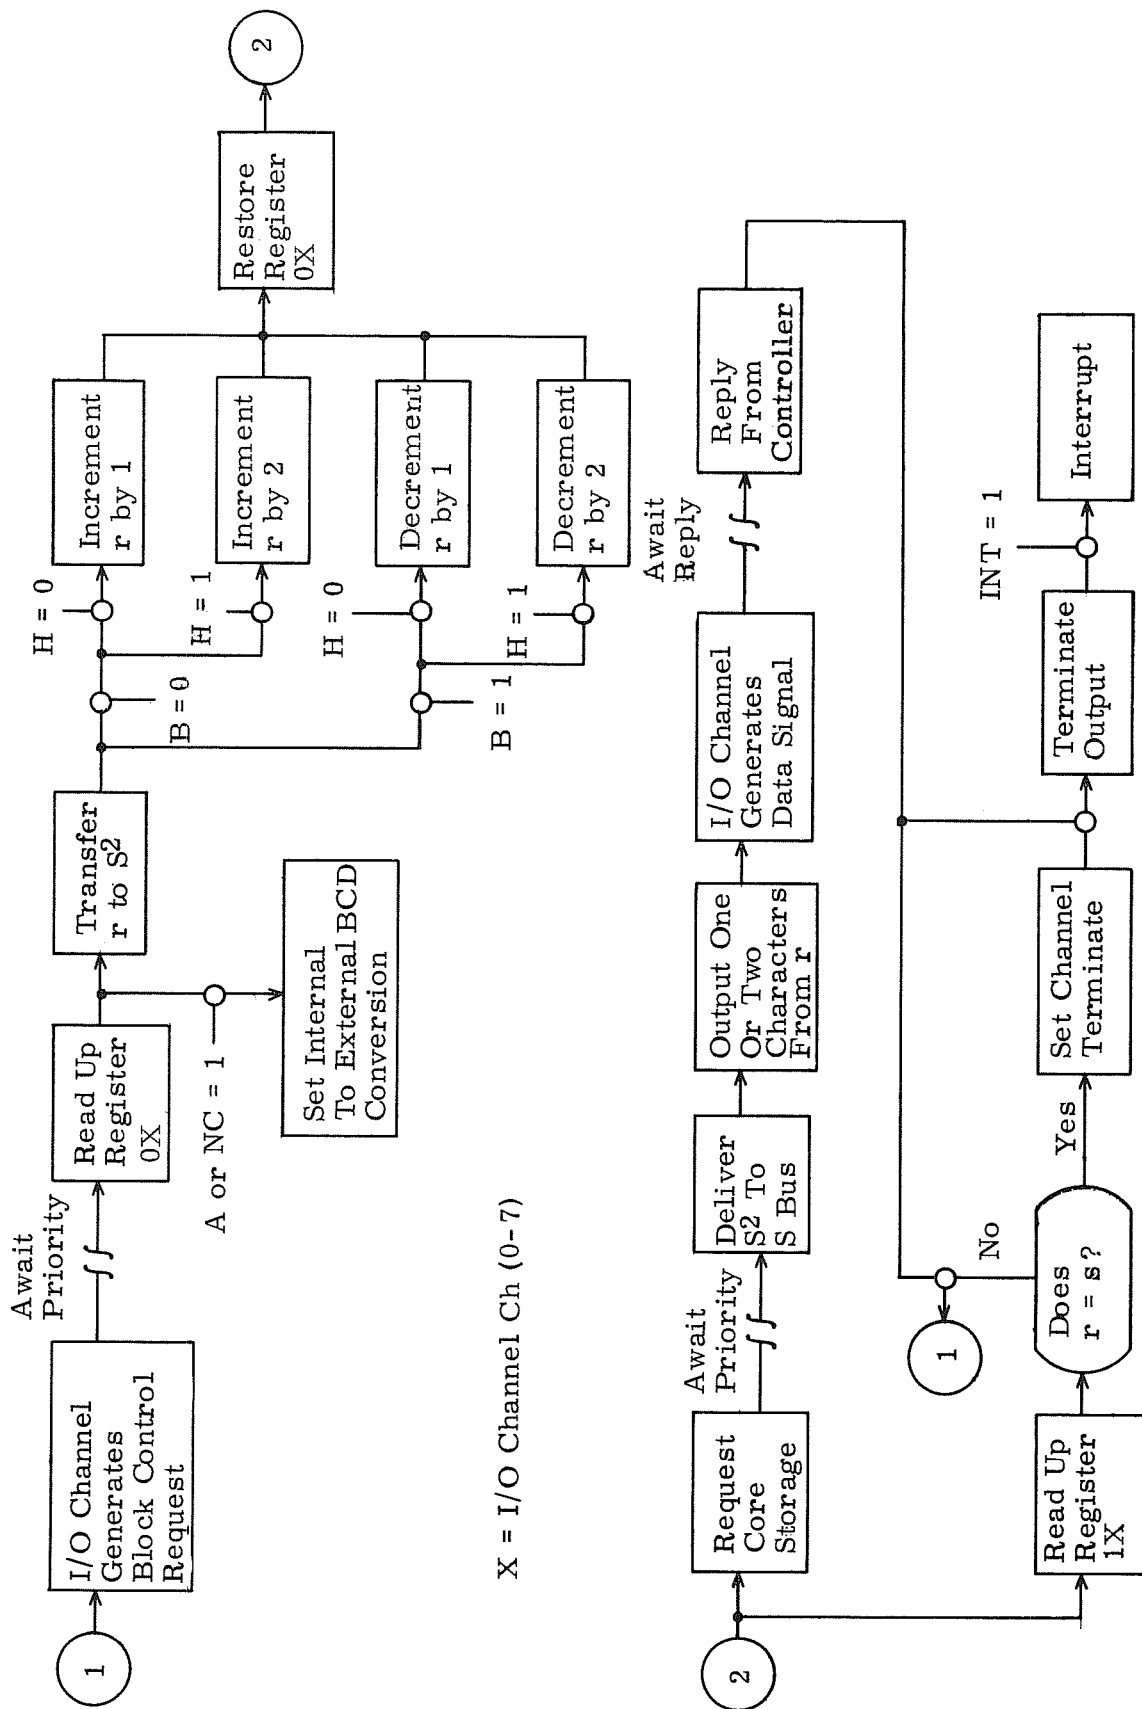 1
I/O Channel
Generates
Block Control
Request
Await
Priority
Read Up
Register
0X
A or NC = 1
Set Internal
To External BCD
Conversion
Transfer
r to S²
B = 0
B = 1
H = 0
H = 1
H = 0
H = 1
Increment
r by 1
Increment
r by 2
Decrement
r by 1
Decrement
r by 2
Restore
Register
0X
2
X = I/O Channel Ch (0-7)
2
Request
Core
Storage
Await
Priority
Deliver
S² To
S Bus
Output One
Or Two
Characters
From r
I/O Channel
Generates
Data Signal
Await
Reply
Reply
From
Controller
Read Up
Register
1X
Does
r = s?
No
1
Yes
Set Channel
Terminate
Terminate
Output
INT = 1
Interrupt